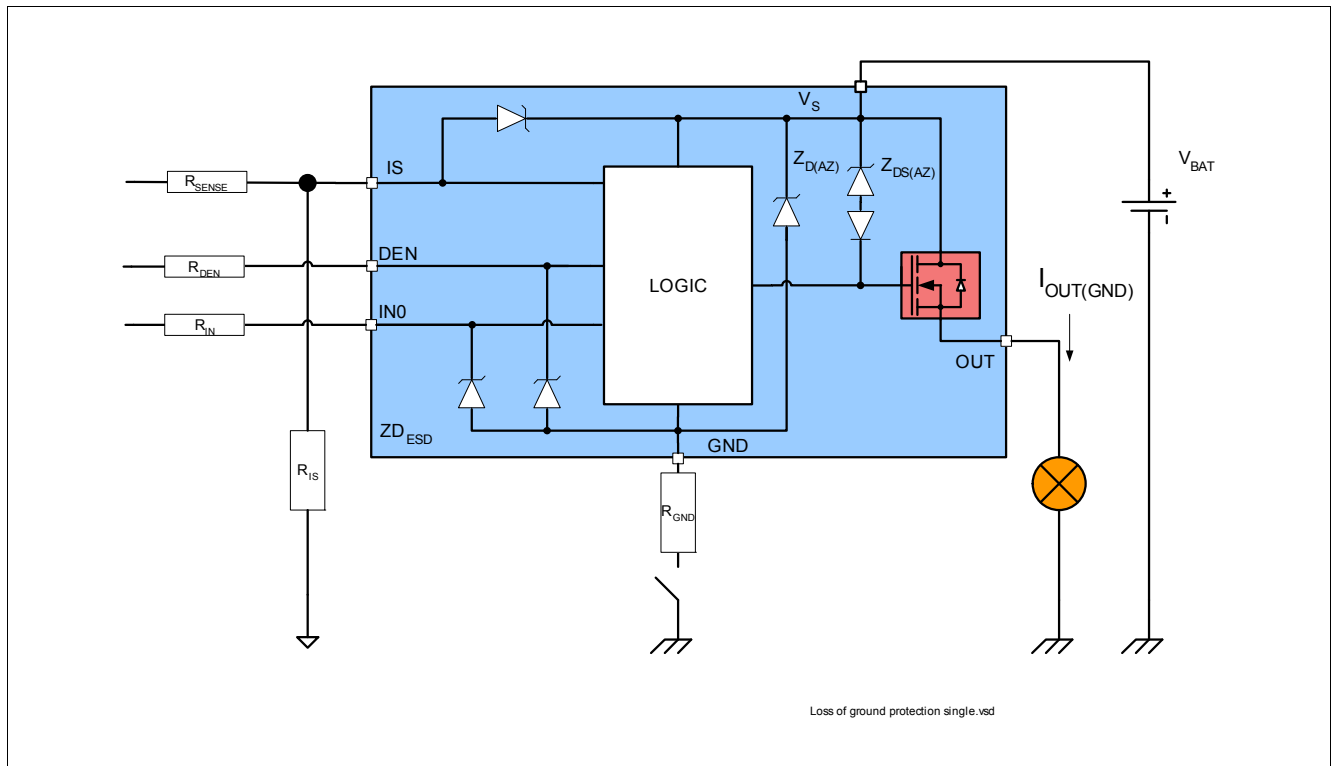 V_S
Z_D(AZ)
Z_DS(AZ)
V_BAT
+
IS
R_SENSE
DEN
R_DEN
LOGIC
I_OUT(GND)
IN0
R_IN
OUT
ZD_ESD
GND
R_IS
R_GND
Loss of ground protection single.vsd